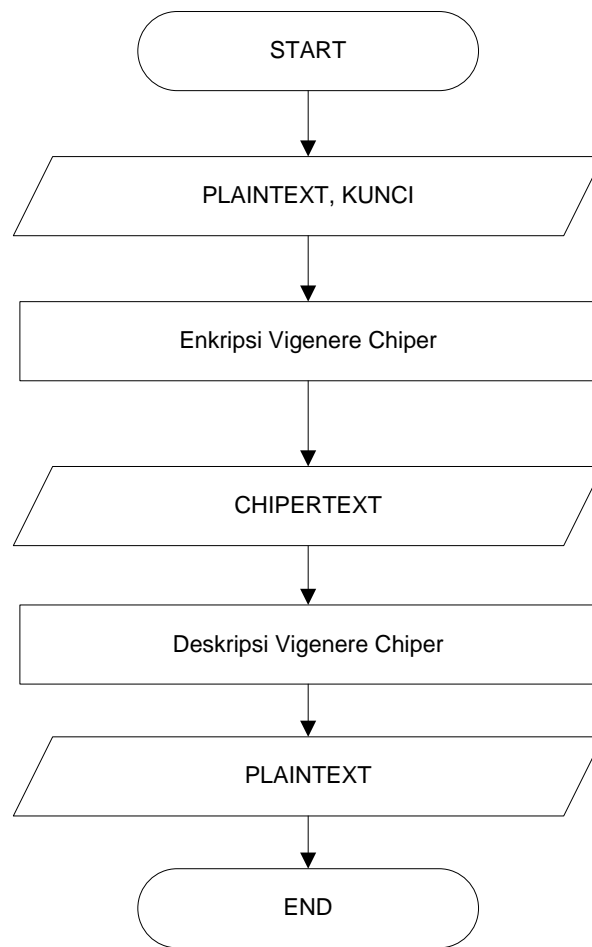 START
PLAINTEXT, KUNCI
Enkripsi Vigenere Chiper
CHIPERTEXT
Deskripsi Vigenere Chiper
PLAINTEXT
END